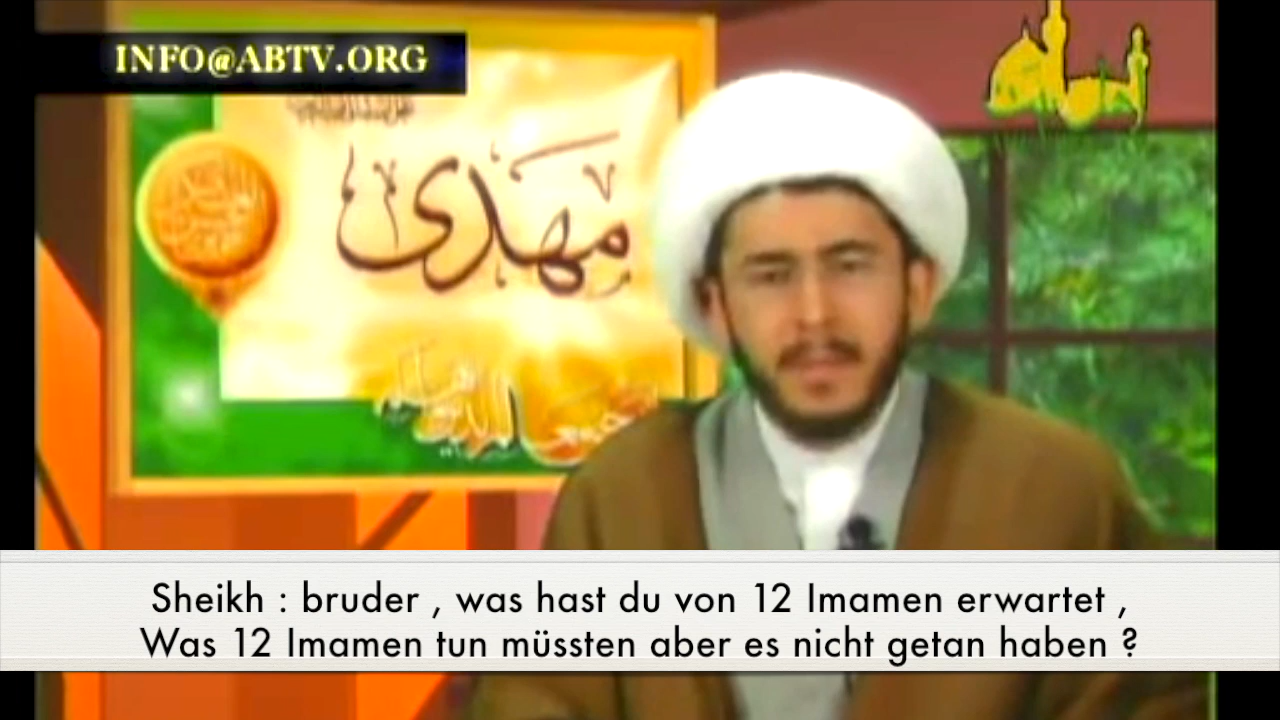 INFO@ABTV.ORG
مهدی
Sheikh : bruder , was hast du von 12 Imamen erwartet ,
Was 12 Imamen tun müssten aber es nicht getan haben ?